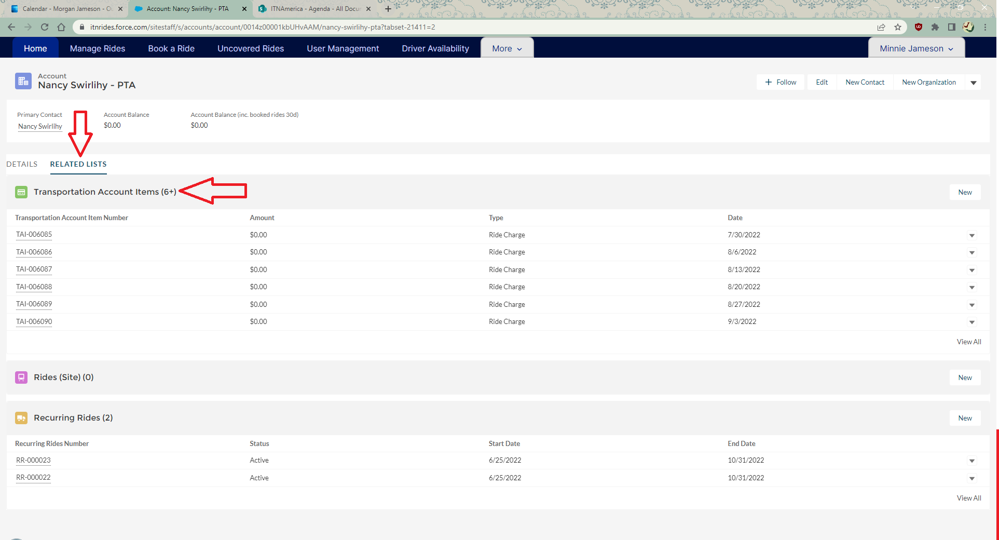 Calendar - Morgan Jameson - Ou
Account: Nancy Swirlihy - PTA
ITNAmerica - Agenda - All Docum
itnrides.force.com/sitestaff/s/accounts/account/0014z00001kbUHvAAM/nancy-swirlihy-pta?tabset-21411=2
Home Manage Rides Book a Ride Uncovered Rides User Management Driver Availability More Minnie Jameson
Account
Nancy Swirlihy - PTA
Follow Edit New Contact New Organization
Primary Contact Account Balance Account Balance (inc. booked rides 30d)
Nancy Swirlihy $0.00 $0.00
DETAILS RELATED LISTS
Transportation Account Items (6+) New
Transportation Account Item Number Amount Type Date
TAI-006085 $0.00 Ride Charge 7/30/2022
TAI-006086 $0.00 Ride Charge 8/6/2022
TAI-006087 $0.00 Ride Charge 8/13/2022
TAI-006088 $0.00 Ride Charge 8/20/2022
TAI-006089 $0.00 Ride Charge 8/27/2022
TAI-006090 $0.00 Ride Charge 9/3/2022
View All
Rides (Site) (0) New
Recurring Rides (2) New
Recurring Rides Number Status Start Date End Date
RR-000023 Active 6/25/2022 10/31/2022
RR-000022 Active 6/25/2022 10/31/2022
View All